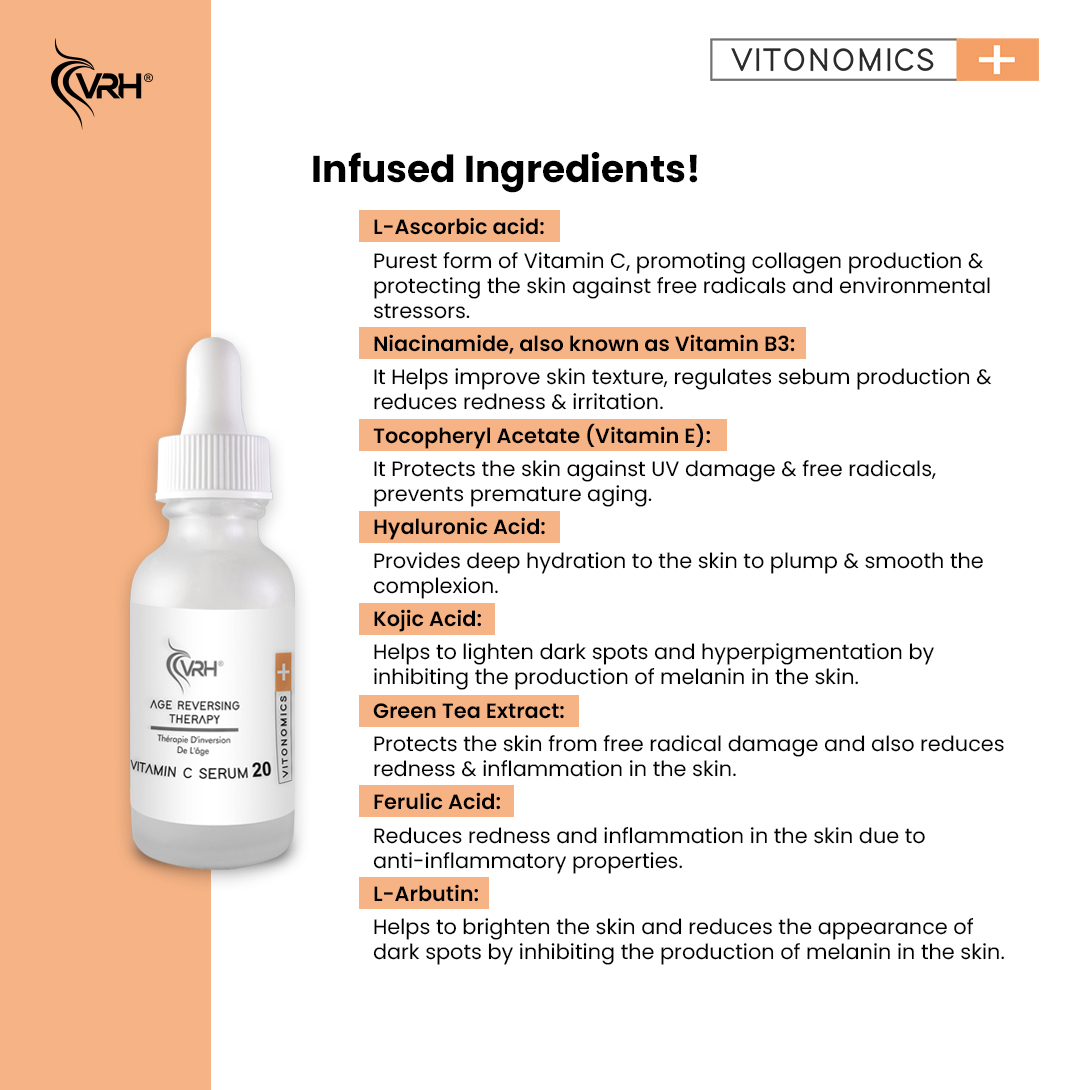 VRH®
VITONOMICS +
Infused Ingredients!
L-Ascorbic acid:
Purest form of Vitamin C, promoting collagen production &
protecting the skin against free radicals and environmental
stressors.
Niacinamide, also known as Vitamin B3:
It Helps improve skin texture, regulates sebum production &
reduces redness & irritation.
Tocopheryl Acetate (Vitamin E):
It Protects the skin against UV damage & free radicals,
prevents premature aging.
Hyaluronic Acid:
Provides deep hydration to the skin to plump & smooth the
complexion.
Kojic Acid:
Helps to lighten dark spots and hyperpigmentation by
inhibiting the production of melanin in the skin.
Green Tea Extract:
Protects the skin from free radical damage and also reduces
redness & inflammation in the skin.
Ferulic Acid:
Reduces redness and inflammation in the skin due to
anti-inflammatory properties.
L-Arbutin:
Helps to brighten the skin and reduces the appearance of
dark spots by inhibiting the production of melanin in the skin.
VRH®
AGE REVERSING
THERAPY
Thérapie D'inversion
De L'âge
VITAMIN C SERUM 20
VITONOMICS +